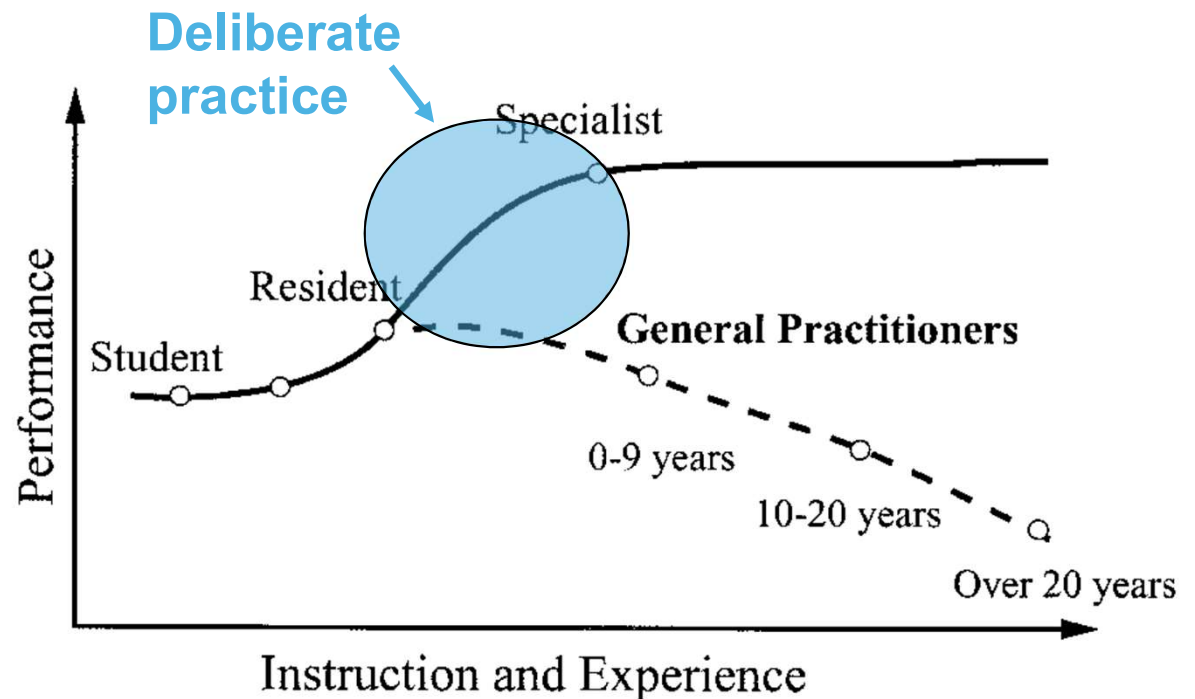 Deliberate
practice
Specialist
Resident
General Practitioners
Student
0-9 years
10-20 years
Over 20 years
Performance
Instruction and Experience